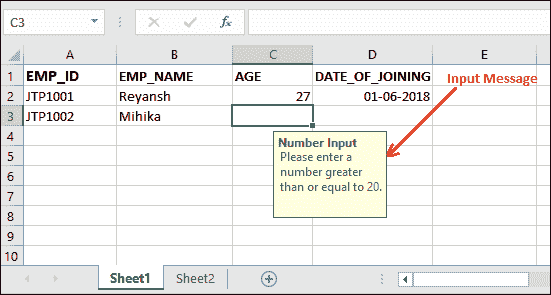 C3
fx
A B C D E
1 EMP_ID EMP_NAME AGE DATE_OF_JOINING
2 JTP1001 Reyansh 27 01-06-2018
Input Message
3 JTP1002 Mihika
4
Number Input
5
Please enter a
number greater
6
than or equal to 20.
7
8
9
10
Sheet1 Sheet2